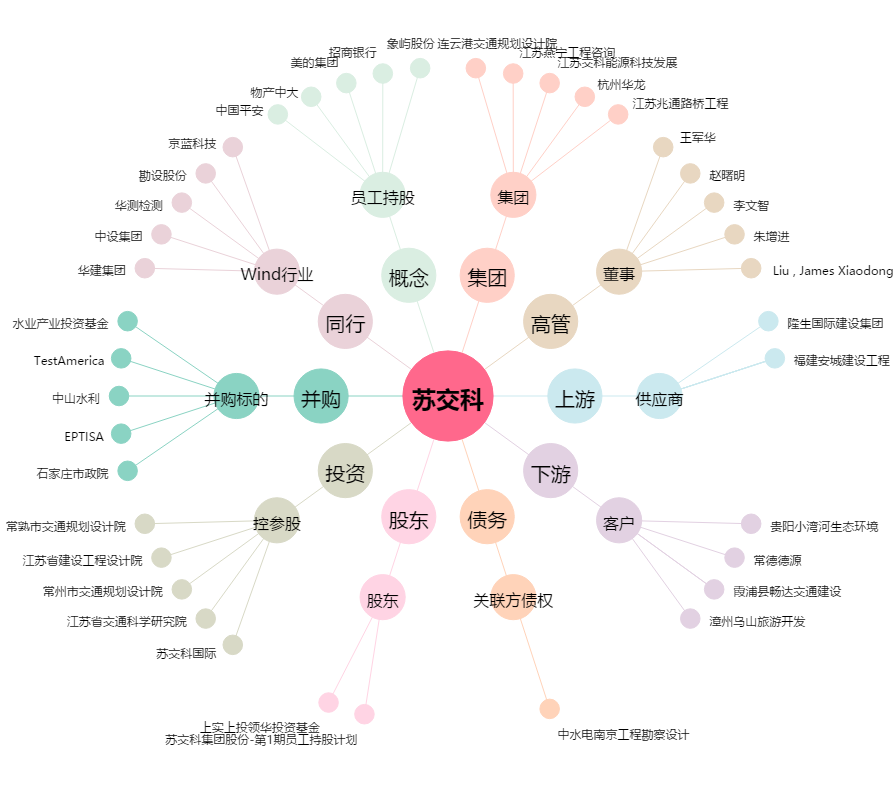 象屿股份
连云港交通规划设计院
招商银行
江苏燕宁工程咨询
美的集团
江苏交科能源科技发展
物产中大
杭州华龙
中国平安
江苏兆通路桥工程
京蓝科技
王军华
勘设股份
赵曙明
员工持股
集团
华测检测
李文智
中设集团
朱增进
华建集团
Wind行业
概念
集团
董事
Liu , James Xiaodong
水业产业投资基金
同行
高管
隆生国际建设集团
TestAmerica
福建安城建设工程
中山水利
并购标的
并购
苏交科
上游
供应商
EPTISA
石家庄市政院
投资
下游
常熟市交通规划设计院
控参股
股东
债务
客户
贵阳小湾河生态环境
江苏省建设工程设计院
常德德源
常州市交通规划设计院
霞浦县畅达交通建设
股东
关联方债权
江苏省交通科学研究院
漳州乌山旅游开发
苏交科国际
上实上投领华投资基金
苏交科集团股份-第1期员工持股计划
中水电南京工程勘察设计